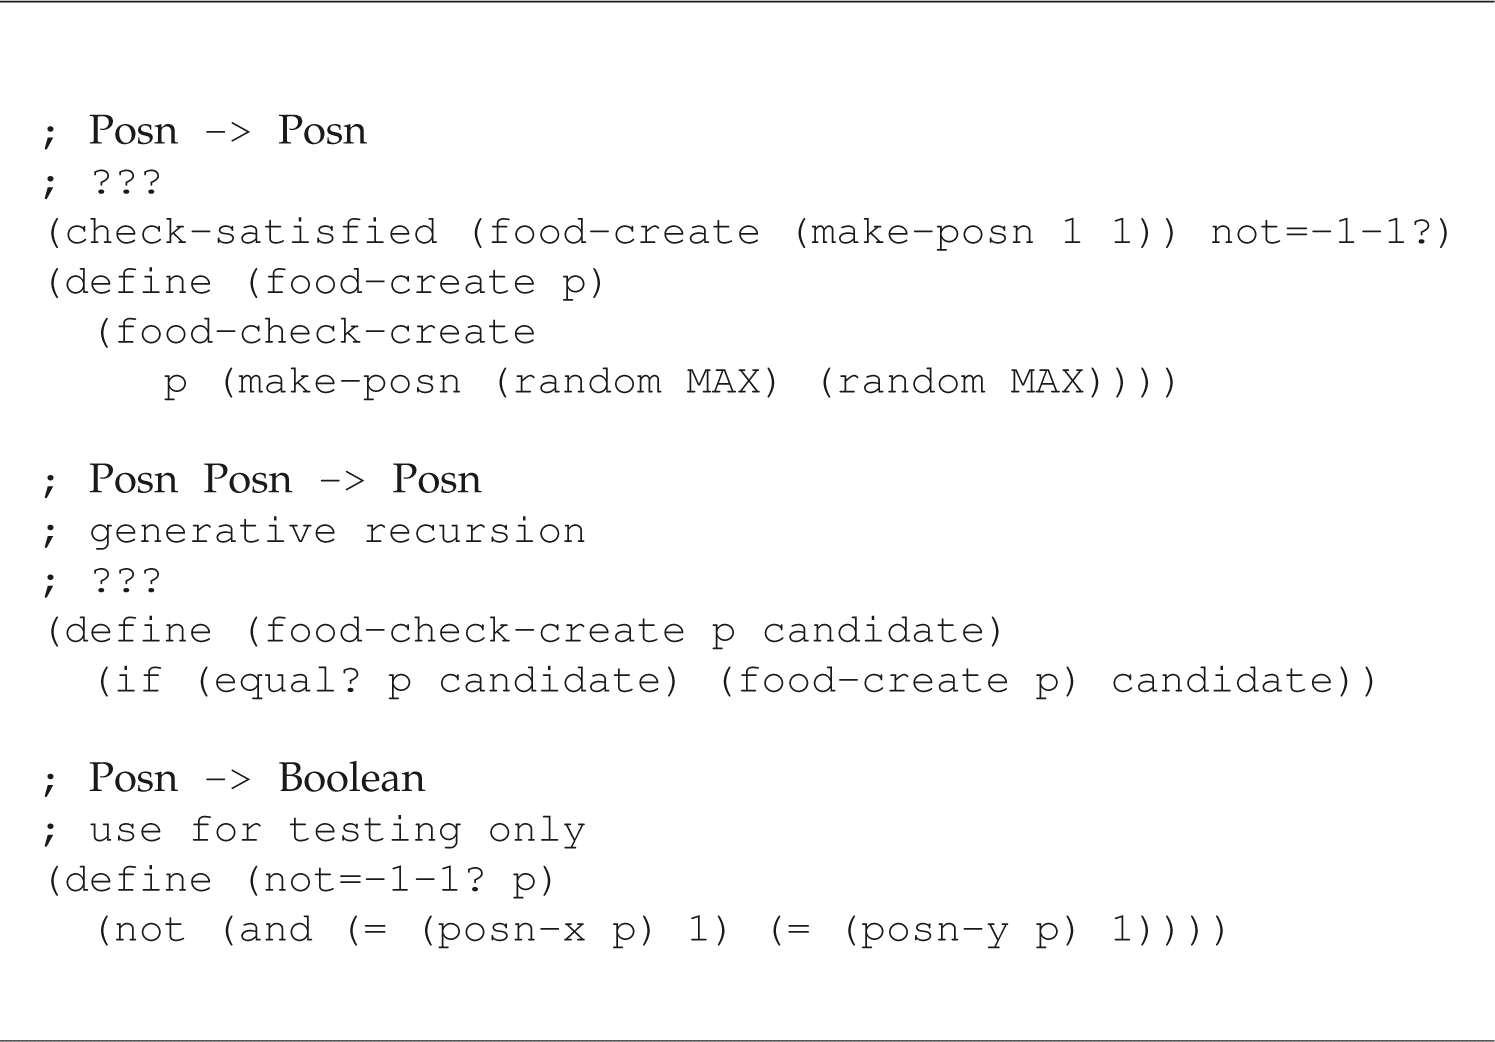 ; Posn -> Posn
; ???
(check-satisfied (food-create (make-posn 1 1)) not=-1-1?)
(define (food-create p)
  (food-check-create
     p (make-posn (random MAX) (random MAX))))
; Posn Posn -> Posn
; generative recursion
; ???
(define (food-check-create p candidate)
  (if (equal? p candidate) (food-create p) candidate))
; Posn -> Boolean
; use for testing only
(define (not=-1-1? p)
  (not (and (= (posn-x p) 1) (= (posn-y p) 1))))